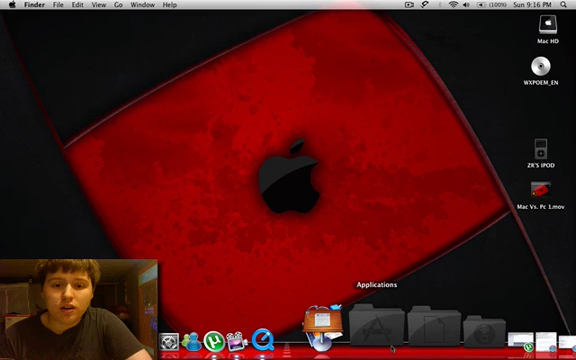 Finder File Edit View Go Window Help (100%) Sun 9:16 PM
Mac HD
WXPOEM_EN
ZR'S IPOD
Mac Vs. Pc 1.mov
Applications